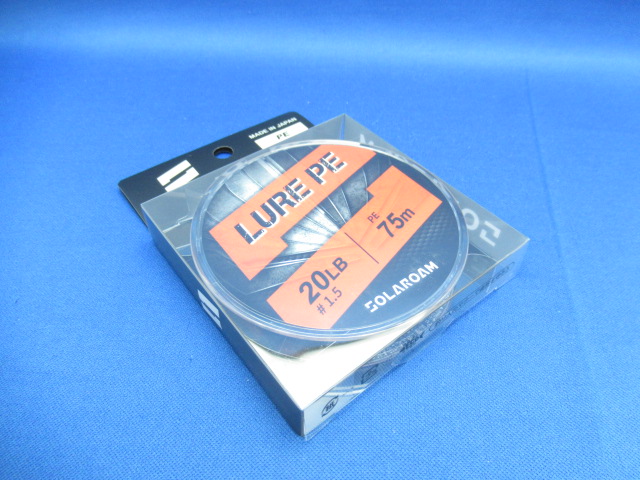 MADE IN JAPAN
PE
LURE PE
20LB
#1.5
PE
75m
SOLAROAM